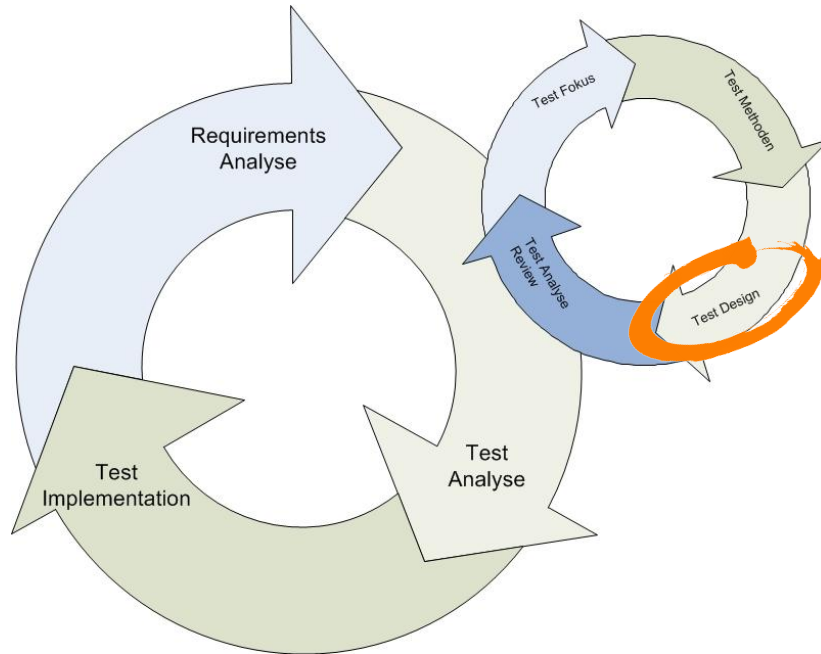 Requirements
Analyse
Test
Analyse
Test
Implementation
Test Fokus
Test Methoden
Test Design
Test Analyse
Review